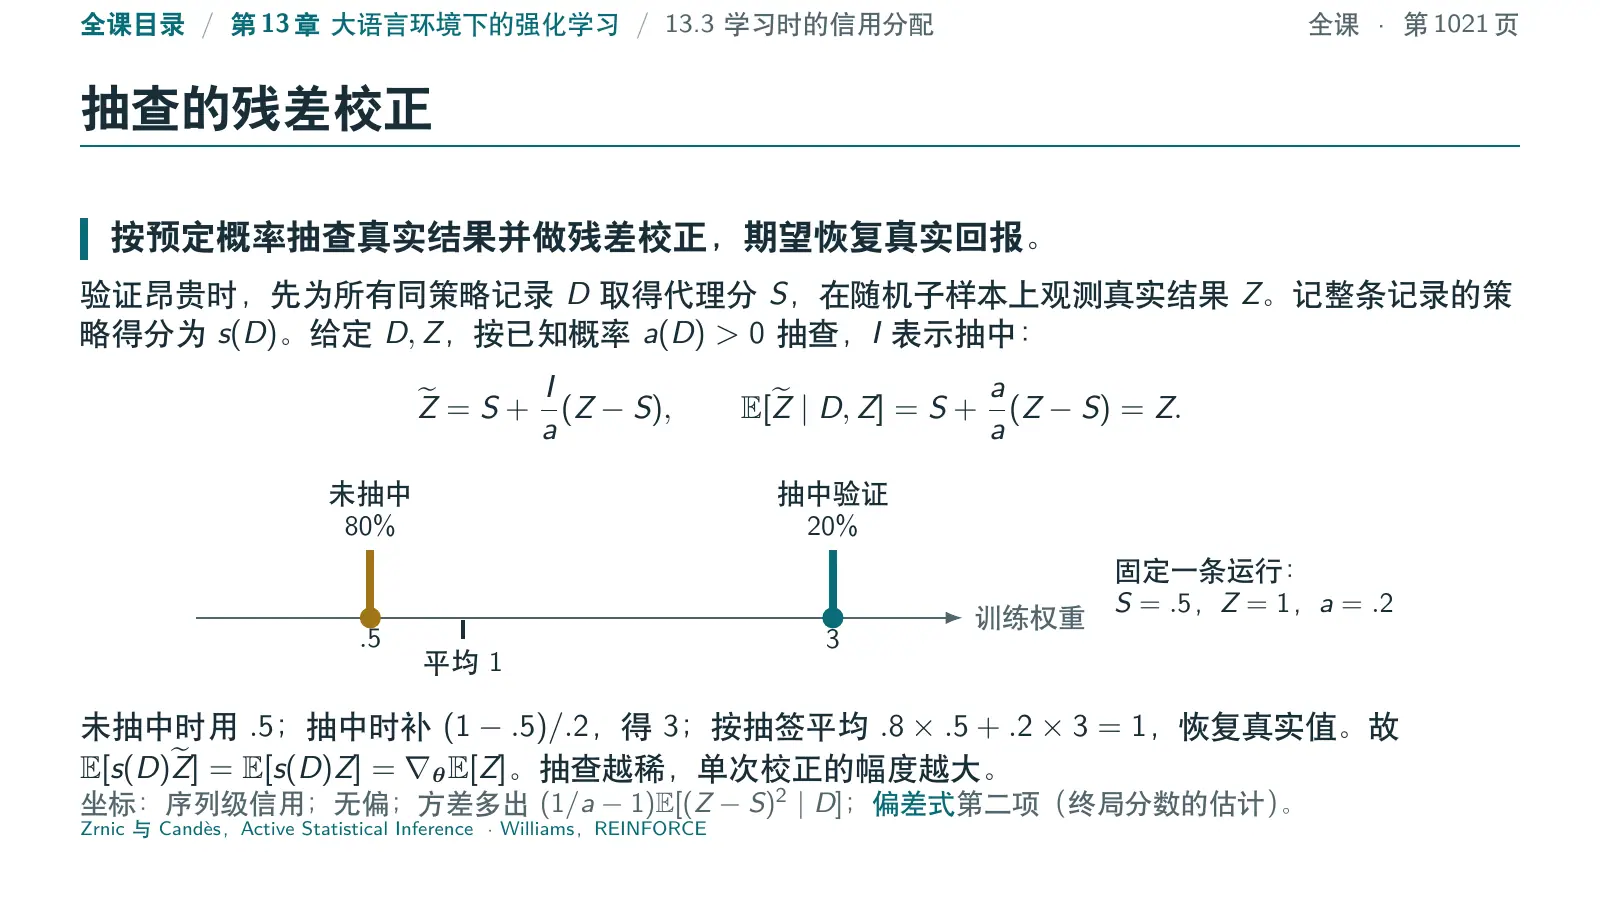 全课目录 / 第13章 大语言环境下的强化学习 / 13.3 学习时的信用分配
全课 · 第1021页
抽查的残差校正
按预定概率抽查真实结果并做残差校正，期望恢复真实回报。
验证昂贵时，先为所有同策略记录 D 取得代理分 S，在随机子样本上观测真实结果 Z。记整条记录的策
略得分为 s(D)。给定 D, Z，按已知概率 a(D) > 0 抽查，I 表示抽中：
Z̃ = S + I/a (Z − S),  𝔼[Z̃ | D, Z] = S + a/a (Z − S) = Z.
未抽中 抽中验证
80% 20%
固定一条运行：
S = .5，Z = 1，a = .2
训练权重
.5 3
平均 1
未抽中时用 .5；抽中时补 (1 − .5)/.2，得 3；按抽签平均 .8 × .5 + .2 × 3 = 1，恢复真实值。故
𝔼[s(D)Z̃] = 𝔼[s(D)Z] = ∇θ𝔼[Z]。抽查越稀，单次校正的幅度越大。
坐标：序列级信用；无偏；方差多出 (1/a − 1)𝔼[(Z − S)² | D]；偏差式第二项（终局分数的估计）。
Zrnic 与 Candès，Active Statistical Inference · Williams，REINFORCE